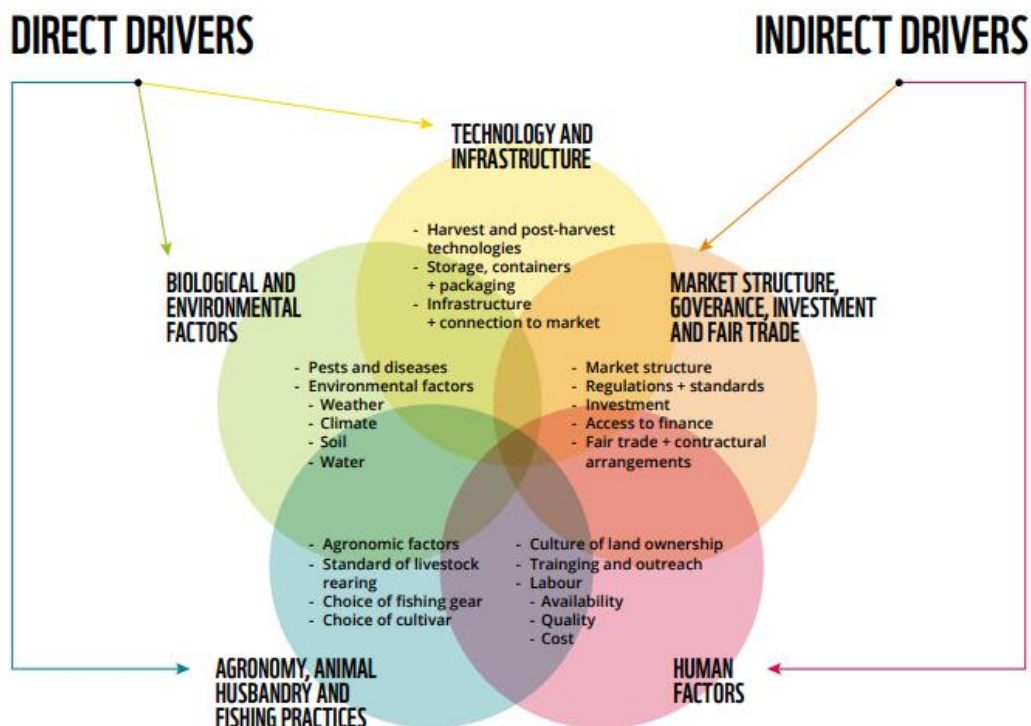 DIRECT DRIVERS
INDIRECT DRIVERS
TECHNOLOGY AND
INFRASTRUCTURE
- Harvest and post-harvest
technologies
- Storage, containers
+ packaging
- Infrastructure
+ connection to market
BIOLOGICAL AND
ENVIRONMENTAL
FACTORS
- Pests and diseases
- Environmental factors
- Weather
- Climate
- Soil
- Water
MARKET STRUCTURE,
GOVERANCE, INVESTMENT
AND FAIR TRADE
- Market structure
- Regulations + standards
- Investment
- Access to finance
- Fair trade + contractural
arrangements
- Agronomic factors
- Standard of livestock
rearing
- Choice of fishing gear
- Choice of cultivar
- Culture of land ownership
- Trainging and outreach
- Labour
- Availability
- Quality
- Cost
AGRONOMY, ANIMAL
HUSBANDRY AND
FISHING PRACTICES
HUMAN
FACTORS